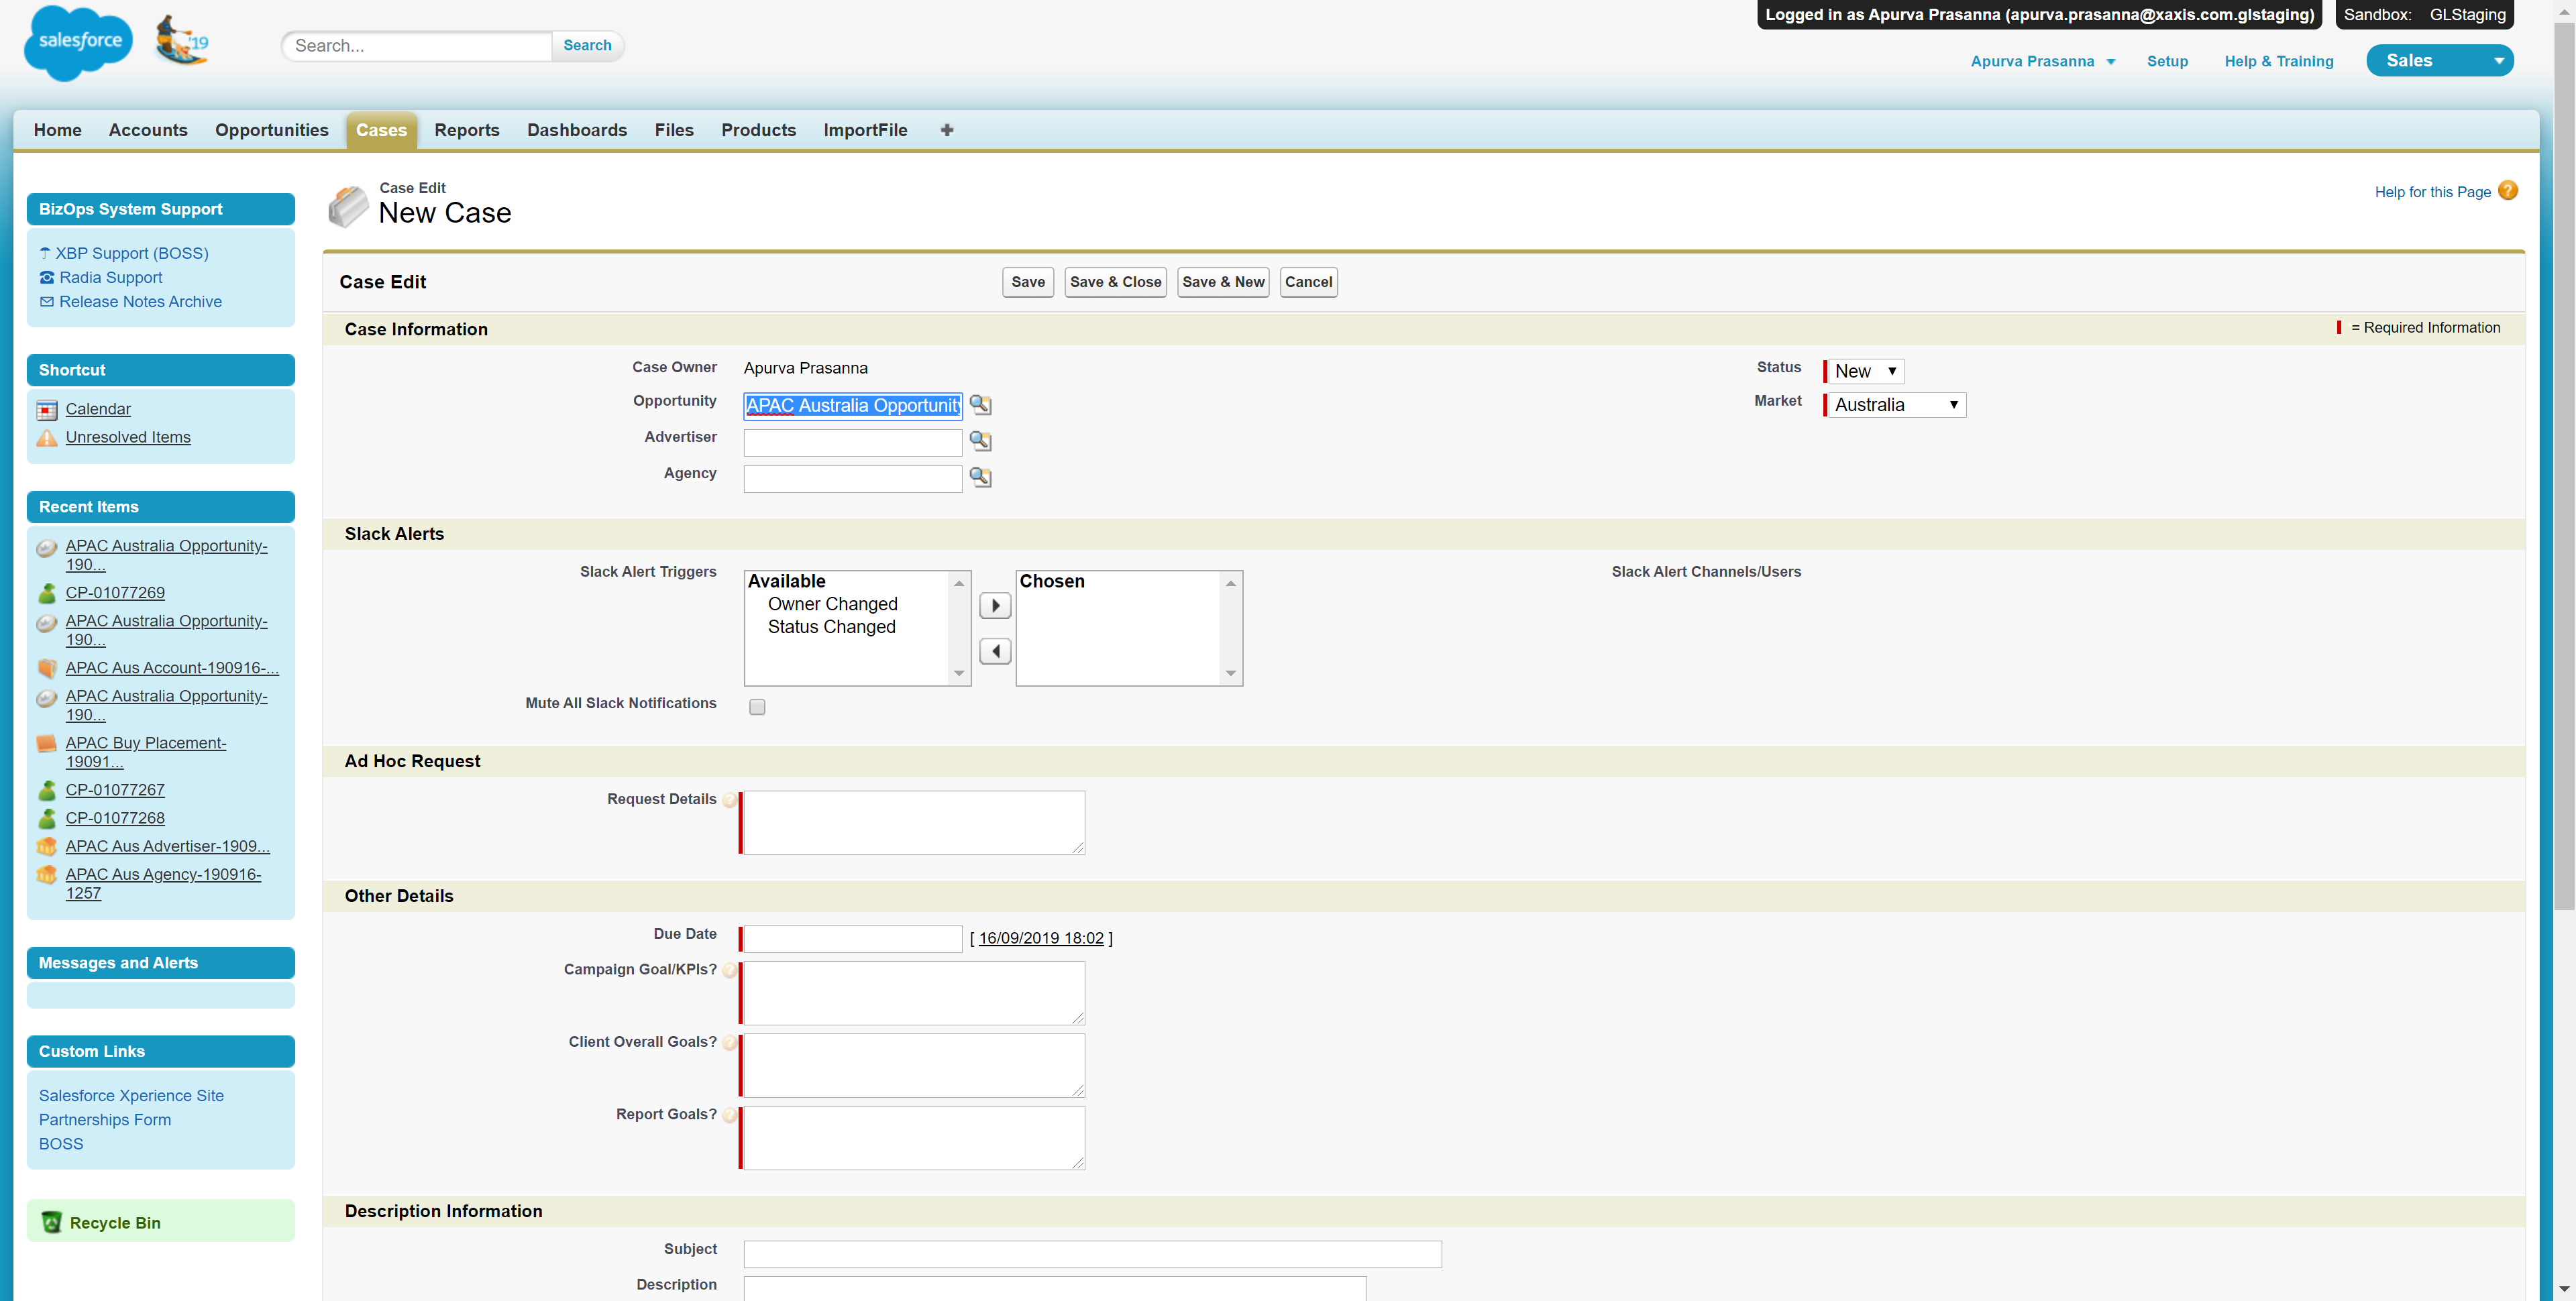 Logged in as Apurva Prasanna (apurva.prasanna@xaxis.com.glstaging)
Sandbox: GLStaging
salesforce
'19
Search...
Search
Apurva Prasanna
Setup
Help & Training
Sales
Home
Accounts
Opportunities
Cases
Reports
Dashboards
Files
Products
ImportFile
BizOps System Support
XBP Support (BOSS)
Radia Support
Release Notes Archive
Shortcut
Calendar
Unresolved Items
Recent Items
APAC Australia Opportunity-
190...
CP-01077269
APAC Australia Opportunity-
190...
APAC Aus Account-190916-...
APAC Australia Opportunity-
190...
APAC Buy Placement-
19091...
CP-01077267
CP-01077268
APAC Aus Advertiser-1909...
APAC Aus Agency-190916-
1257
Messages and Alerts
Custom Links
Salesforce Xperience Site
Partnerships Form
BOSS
Recycle Bin
Case Edit
New Case
Help for this Page
Case Edit
Save
Save & Close
Save & New
Cancel
Case Information
= Required Information
Case Owner
Apurva Prasanna
Status
New
Opportunity
APAC Australia Opportunity
Market
Australia
Advertiser
Agency
Slack Alerts
Slack Alert Triggers
Available
Owner Changed
Status Changed
Chosen
Slack Alert Channels/Users
Mute All Slack Notifications
Ad Hoc Request
Request Details
Other Details
Due Date
[ 16/09/2019 18:02 ]
Campaign Goal/KPIs?
Client Overall Goals?
Report Goals?
Description Information
Subject
Description